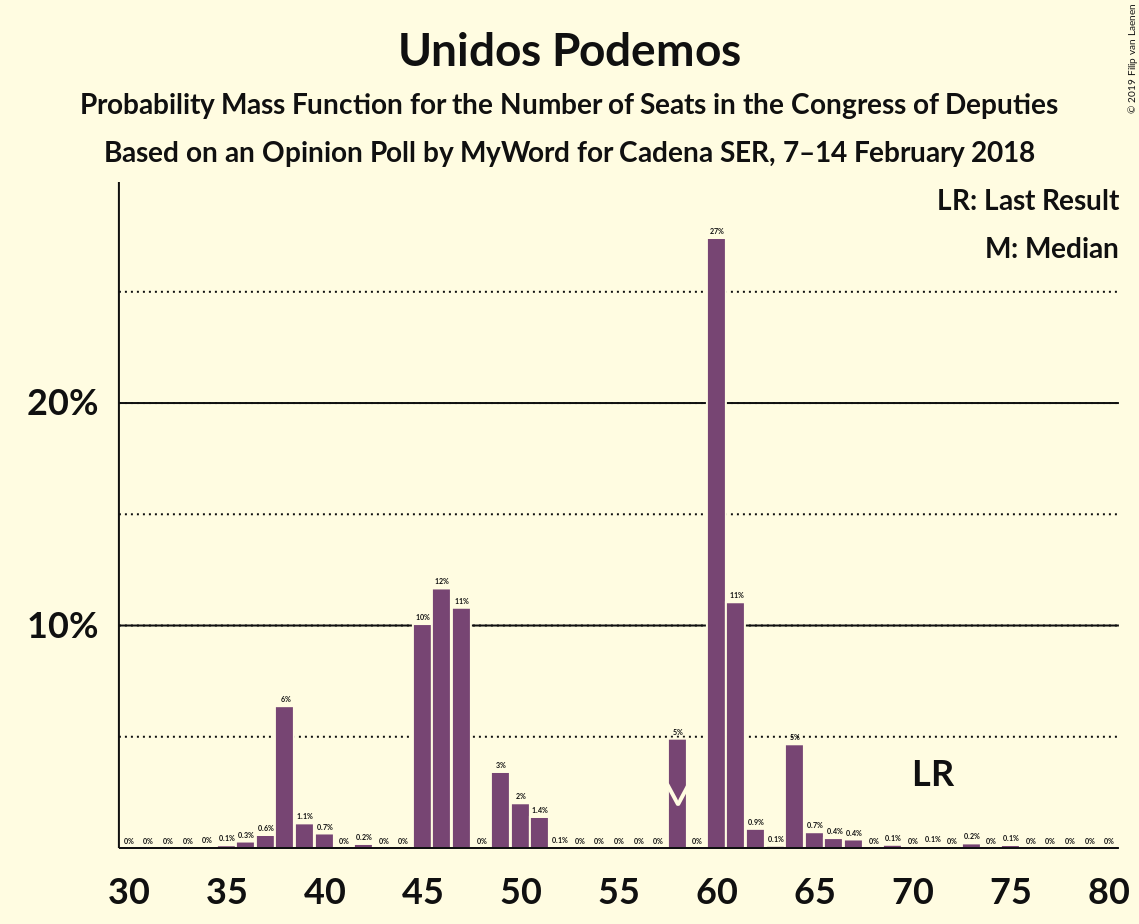 Unidos Podemos
Probability Mass Function for the Number of Seats in the Congress of Deputies
Based on an Opinion Poll by MyWord for Cadena SER, 7–14 February 2018
© 2019 Filip van Laenen
LR: Last Result
M: Median
20%
10%
0% 0% 0% 0% 0% 0.1% 0.3% 0.6% 6% 1.1% 0.7% 0% 0.2% 0% 0% 10% 12% 11% 0% 3% 2% 1.4% 0.1% 0% 0% 0% 0% 0% 5% 0% 27% 11% 0.9% 0.1% 5% 0.7% 0.4% 0.4% 0% 0.1% 0% 0.1% 0% 0.2% 0% 0.1% 0% 0% 0% 0% 0%
M
LR
30 35 40 45 50 55 60 65 70 75 80